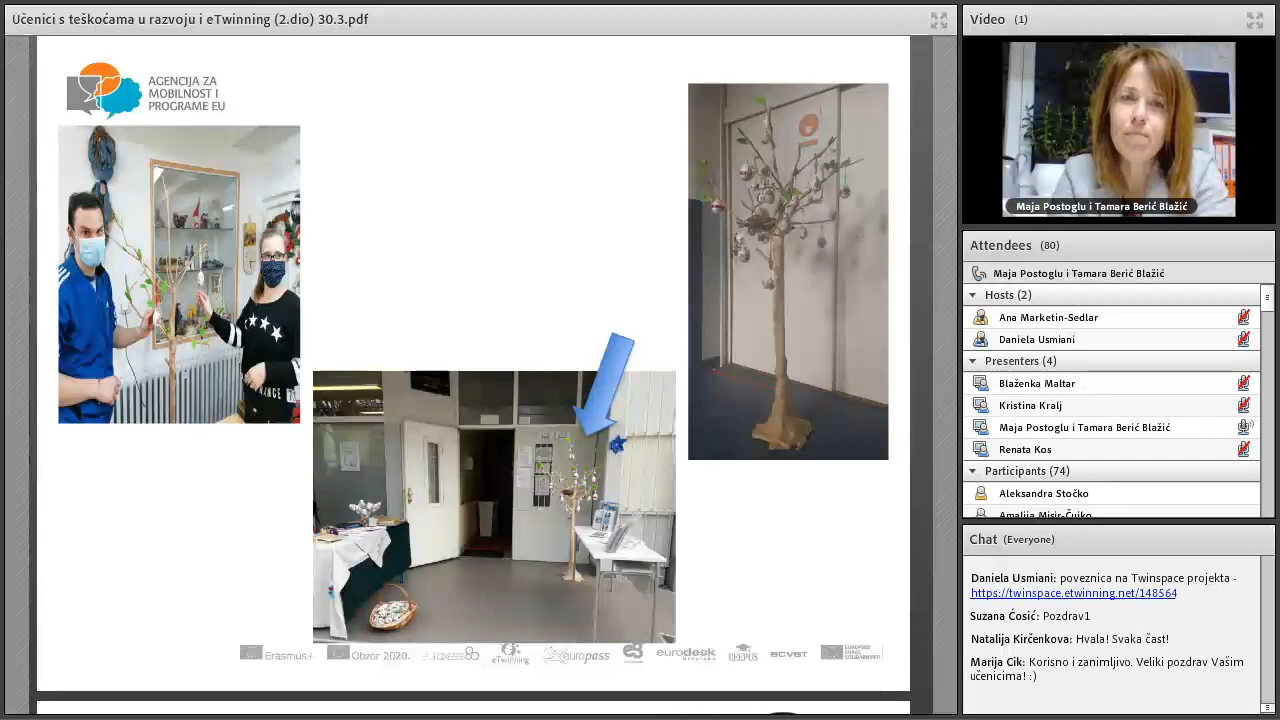 Učenici s teškoćama u razvoju i eTwinning (2.dio) 30.3.pdf
AGENCIJA ZA
MOBILNOST I
PROGRAME EU
Erasmus+
Obzor 2020.
eTwinning
europass
eurodesk
CEEPUS
ECVET
EUROPSKE
SNAGE
SOLIDARNOSTI
Video (1)
Maja Postoglu i Tamara Berić Blažić
Attendees (80)
Maja Postoglu i Tamara Berić Blažić
Hosts (2)
Ana Marketin-Sedlar
Daniela Usmiani
Presenters (4)
Blaženka Maltar
Kristina Kralj
Maja Postoglu i Tamara Berić Blažić
Renata Kos
Participants (74)
Aleksandra Stočko
Chat (Everyone)
Daniela Usmiani: poveznica na Twinspace projekta -
https://twinspace.etwinning.net/148564
Suzana Ćosić: Pozdrav1
Natalija Kirčenkova: Hvala! Svaka čast!
Marija Cik: Korisno i zanimljivo. Veliki pozdrav Vašim
učenicima! :)